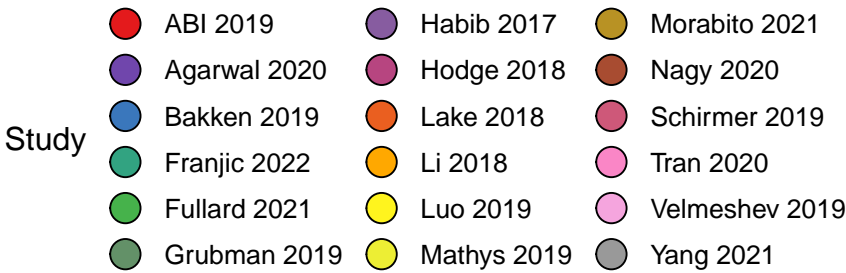 Study
ABI 2019
Agarwal 2020
Bakken 2019
Franjic 2022
Fullard 2021
Grubman 2019
Habib 2017
Hodge 2018
Lake 2018
Li 2018
Luo 2019
Mathys 2019
Morabito 2021
Nagy 2020
Schirmer 2019
Tran 2020
Velmeshev 2019
Yang 2021